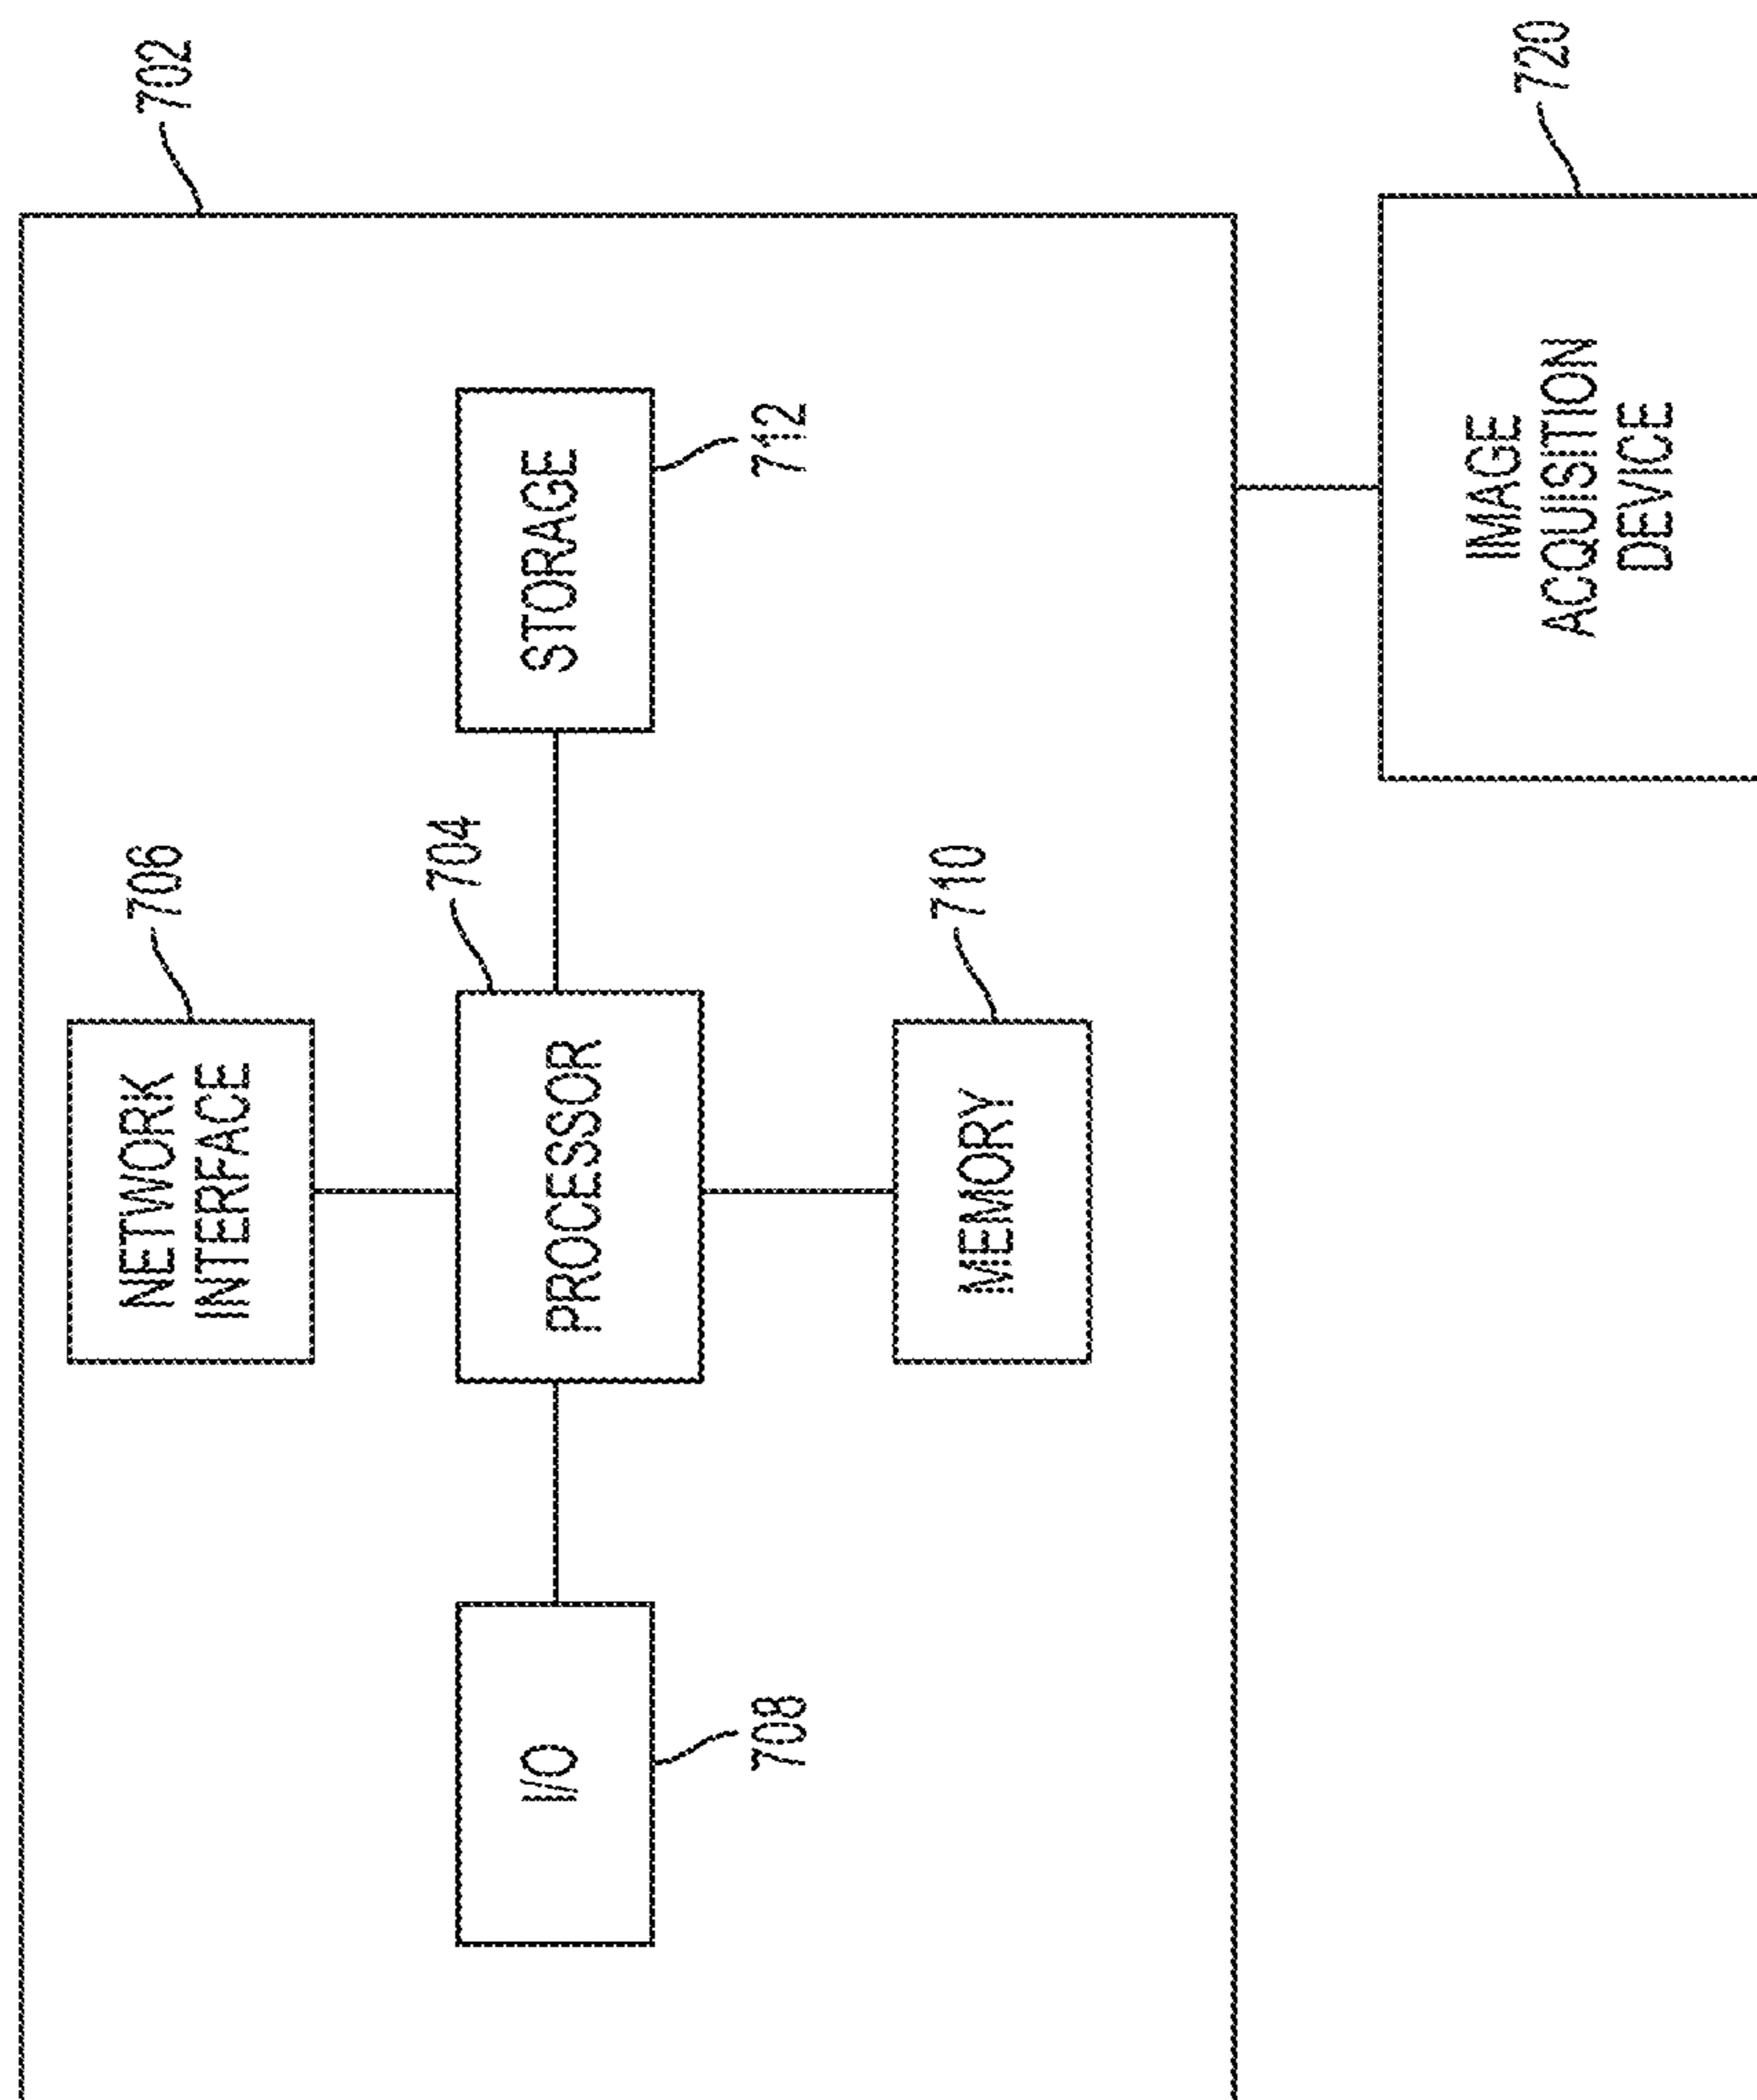 702
706
NETWORK
INTERFACE
704
I/O
708
PROCESSOR
STORAGE
712
710
MEMORY
720
IMAGE
ACQUISITION
DEVICE